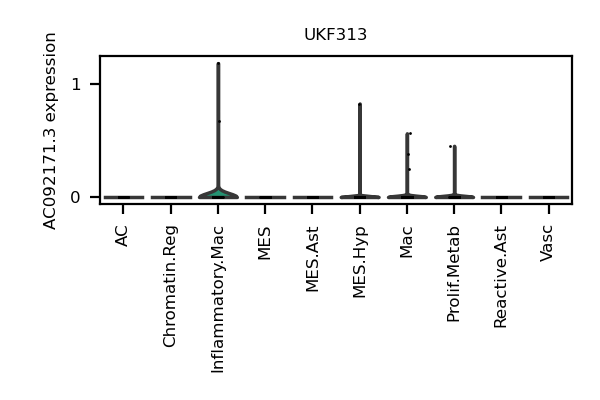 UKF313
AC092171.3 expression
1
0
AC
Chromatin.Reg
Inflammatory.Mac
MES
MES.Ast
MES.Hyp
Mac
Prolif.Metab
Reactive.Ast
Vasc